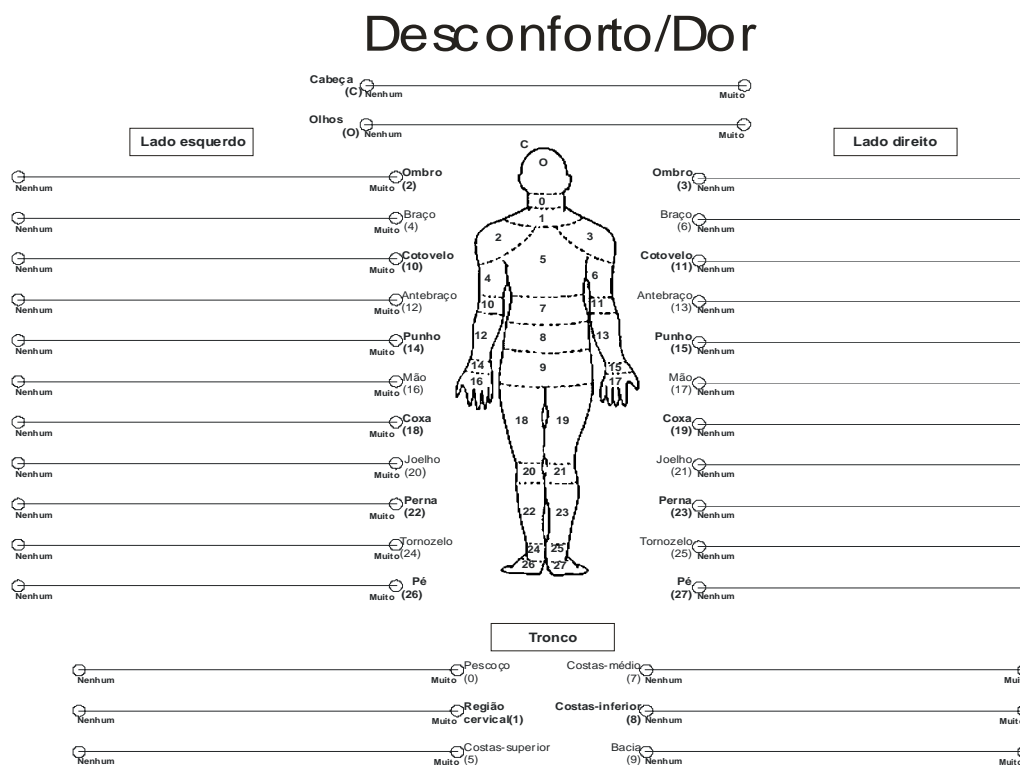 Desconforto/Dor
Cabeça
(C) Nenhum Muito
Olhos
(O) Nenhum Muito
Lado esquerdo
Lado direito
Ombro
Nenhum Muito (2)
Braço
Nenhum Muito (4)
Cotovelo
Nenhum Muito (10)
Antebraço
Nenhum Muito (12)
Punho
Nenhum Muito (14)
Mão
Nenhum Muito (16)
Coxa
Nenhum Muito (18)
Joelho
Nenhum Muito (20)
Perna
Nenhum Muito (22)
Tornozelo
Nenhum Muito (24)
Pé
Nenhum Muito (26)
C
O
0
1
2 3
5
4 6
10 7 11
12 8 13
14 9 15
16 17
18 19
20 21
22 23
24 25
26 27
Ombro
(3) Nenhum
Braço
(6) Nenhum
Cotovelo
(11) Nenhum
Antebraço
(13) Nenhum
Punho
(15) Nenhum
Mão
(17) Nenhum
Coxa
(19) Nenhum
Joelho
(21) Nenhum
Perna
(23) Nenhum
Tornozelo
(25) Nenhum
Pé
(27) Nenhum
Tronco
Pescoço
Nenhum Muito (0)
Região
Nenhum Muito cervical(1)
Costas-superior
Nenhum Muito (5)
Costas-médio
(7) Nenhum Mui
Costas-inferior
(8) Nenhum Muit
Bacia
(9) Nenhum Muit